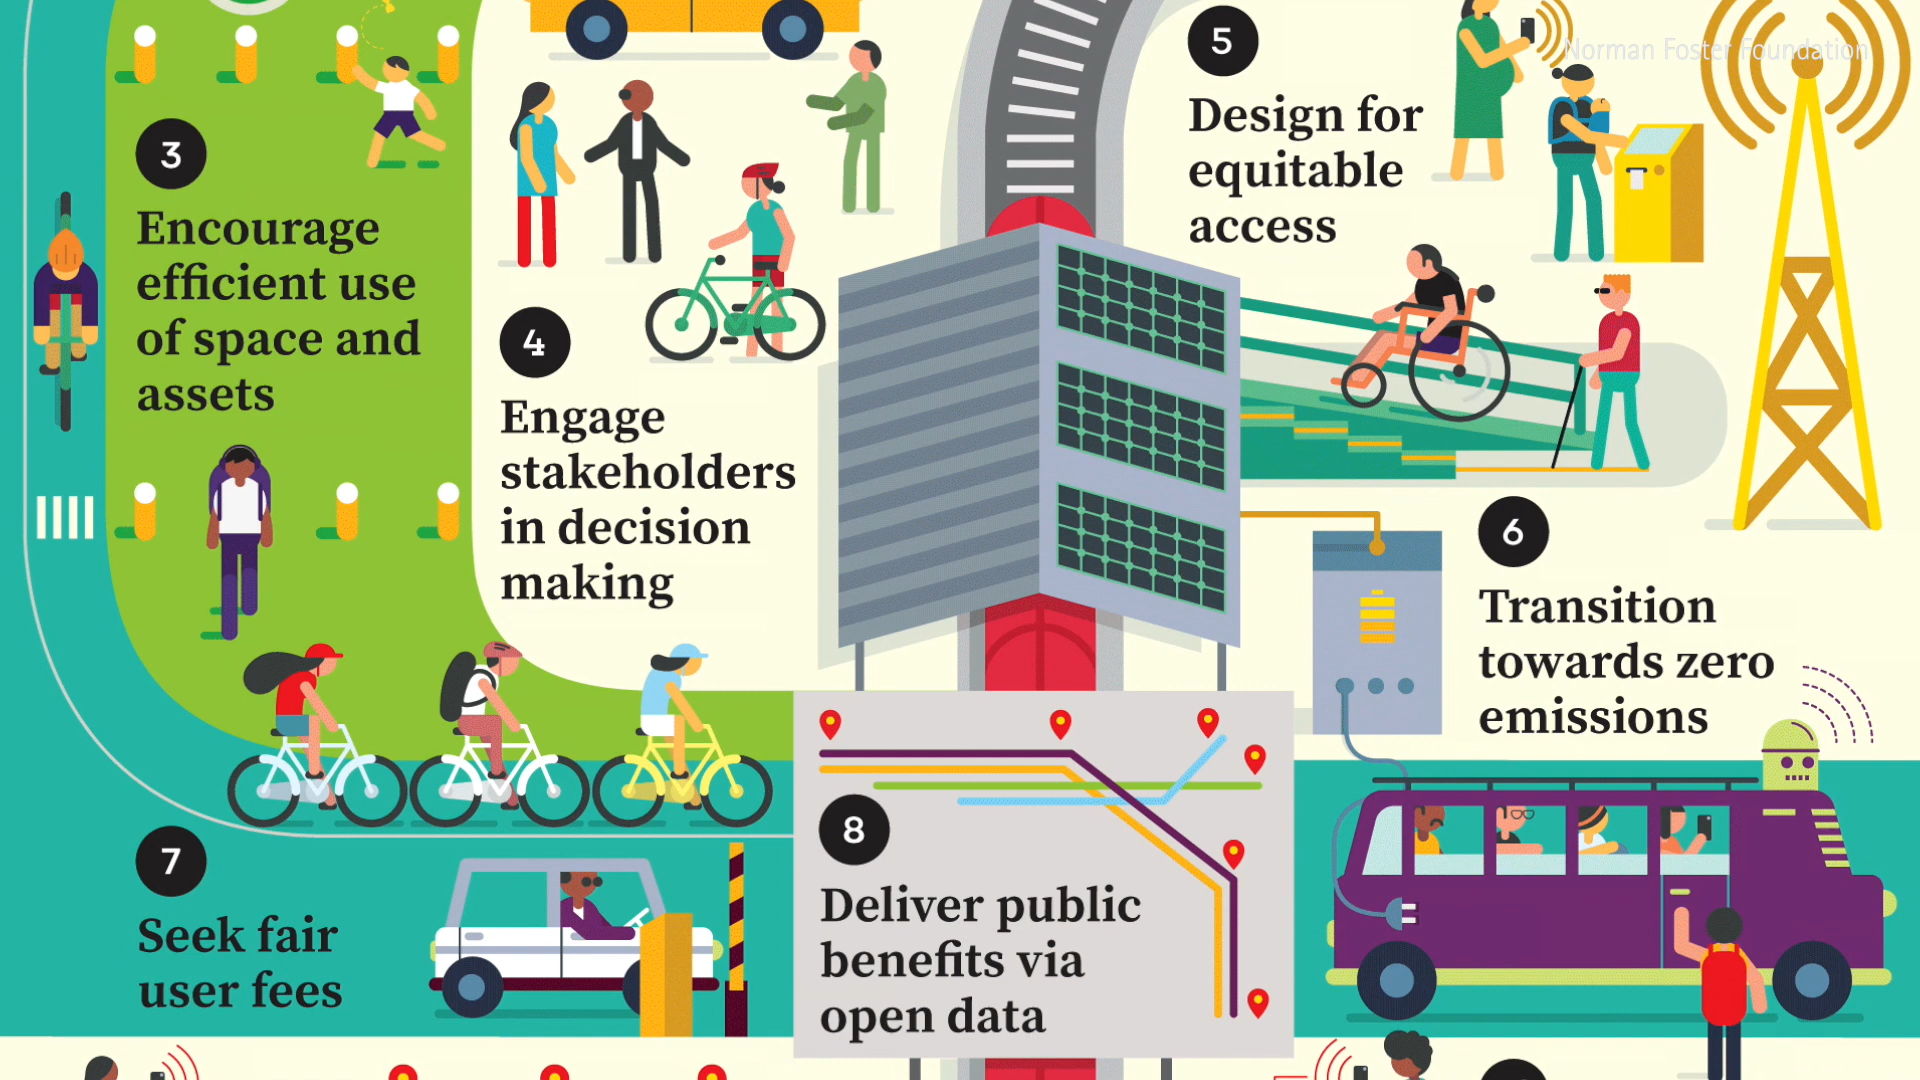 Norman Foster Foundation
3
Encourage
efficient use
of space and
assets
4
Engage
stakeholders
in decision
making
5
Design for
equitable
access
6
Transition
towards zero
emissions
7
Seek fair
user fees
8
Deliver public
benefits via
open data